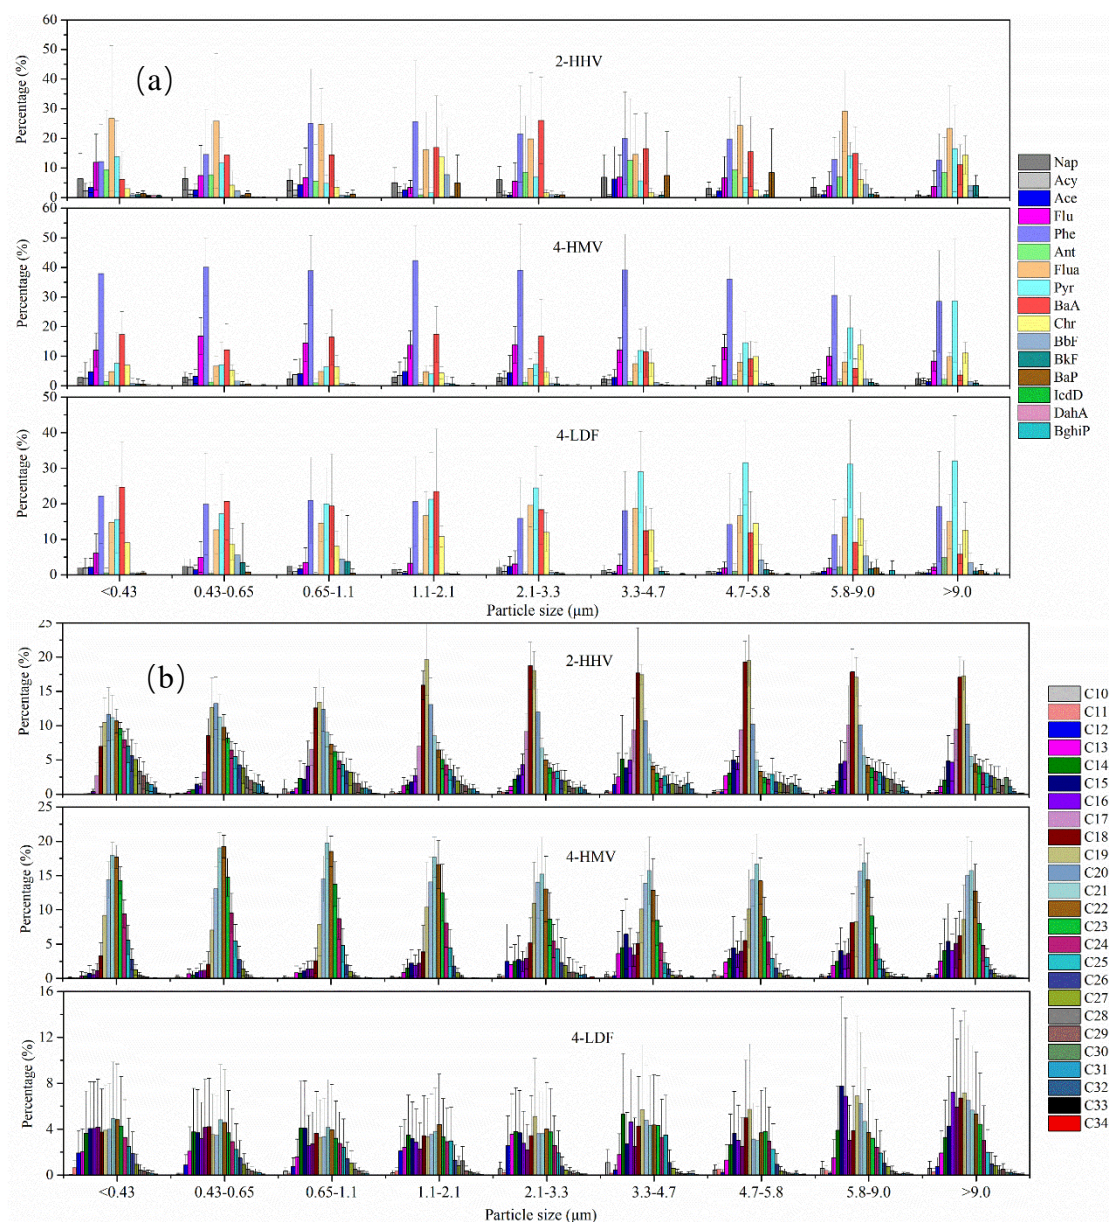 (a)
2-HHV
Percentage (%)
60
50
40
30
20
10
0
4-HMV
Percentage (%)
60
50
40
30
20
10
0
4-LDF
Percentage (%)
50
40
30
20
10
0
<0.43 0.43-0.65 0.65-1.1 1.1-2.1 2.1-3.3 3.3-4.7 4.7-5.8 5.8-9.0 >9.0
Particle size (μm)
Nap
Acy
Ace
Flu
Phe
Ant
Flua
Pyr
BaA
Chr
BbF
BkF
BaP
IcdD
DahA
BghiP
(b)
2-HHV
Percentage (%)
25
20
15
10
5
0
4-HMV
Percentage (%)
25
20
15
10
5
0
4-LDF
Percentage (%)
16
12
8
4
0
<0.43 0.43-0.65 0.65-1.1 1.1-2.1 2.1-3.3 3.3-4.7 4.7-5.8 5.8-9.0 >9.0
Particle size (μm)
C10
C11
C12
C13
C14
C15
C16
C17
C18
C19
C20
C21
C22
C23
C24
C25
C26
C27
C28
C29
C30
C31
C32
C33
C34